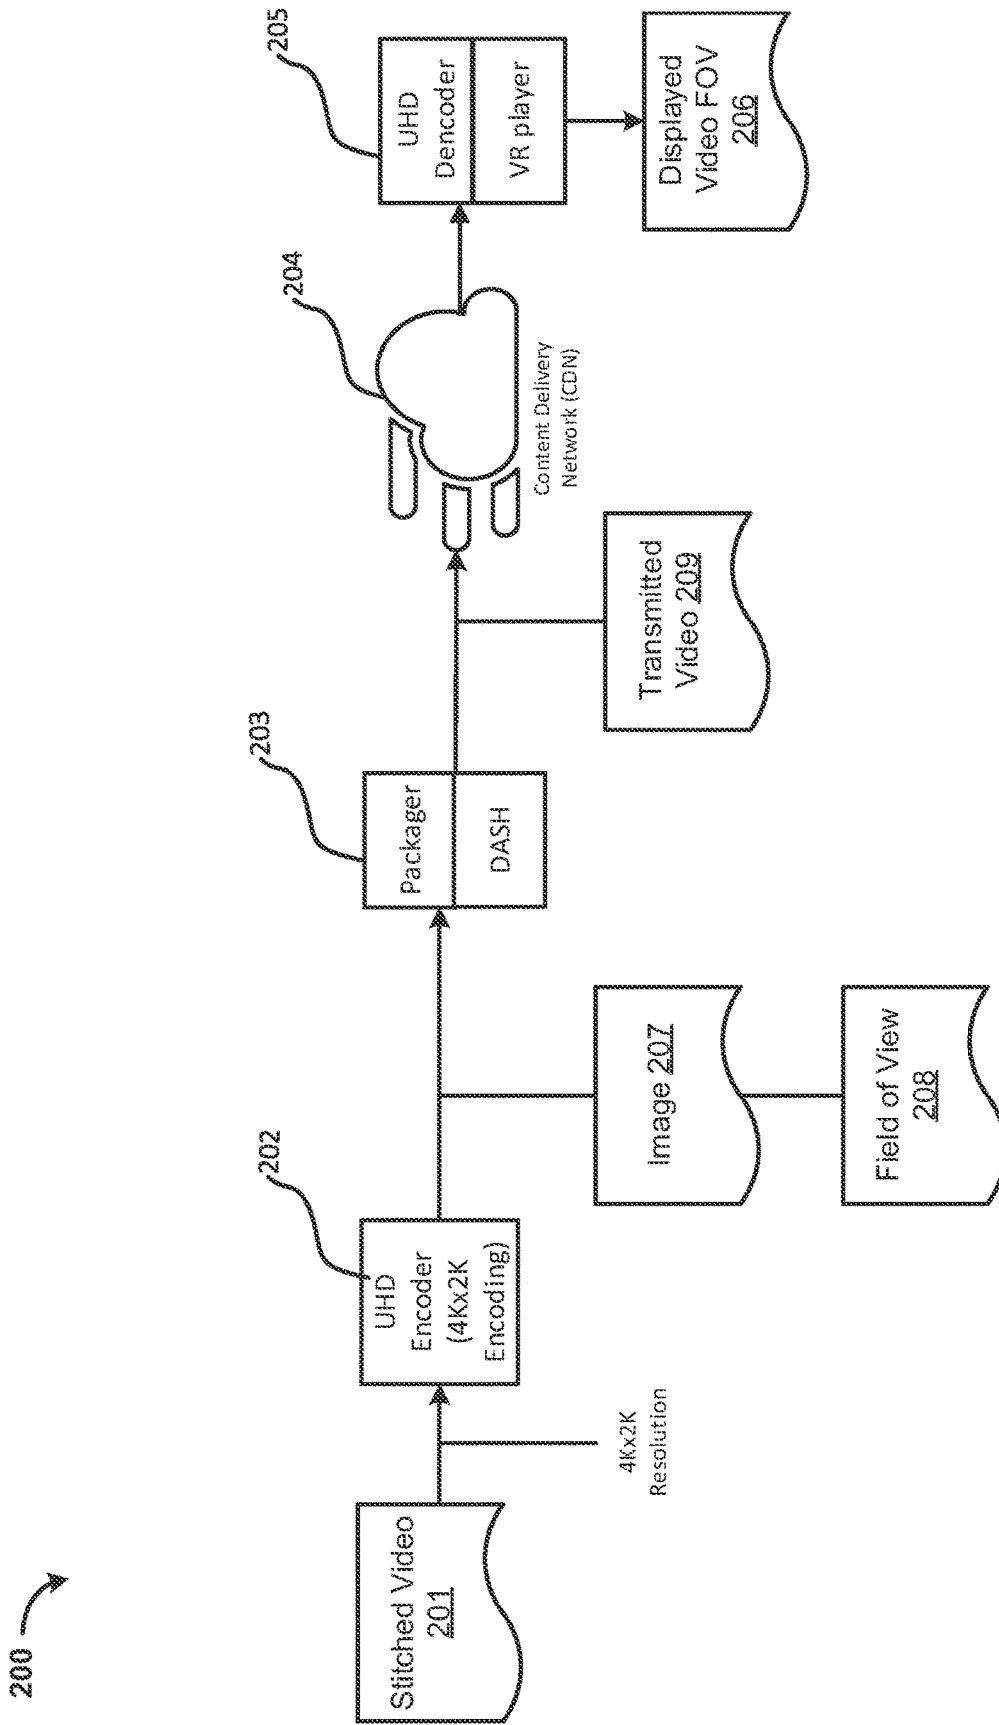 200
Stitched Video
201
4Kx2K
Resolution
202
UHD
Encoder
(4Kx2K
Encoding)
Image 207
Field of View
208
203
Packager
DASH
Transmitted
Video 209
204
Content Delivery
Network (CDN)
205
UHD
Dencoder
VR player
Displayed
Video FOV
206